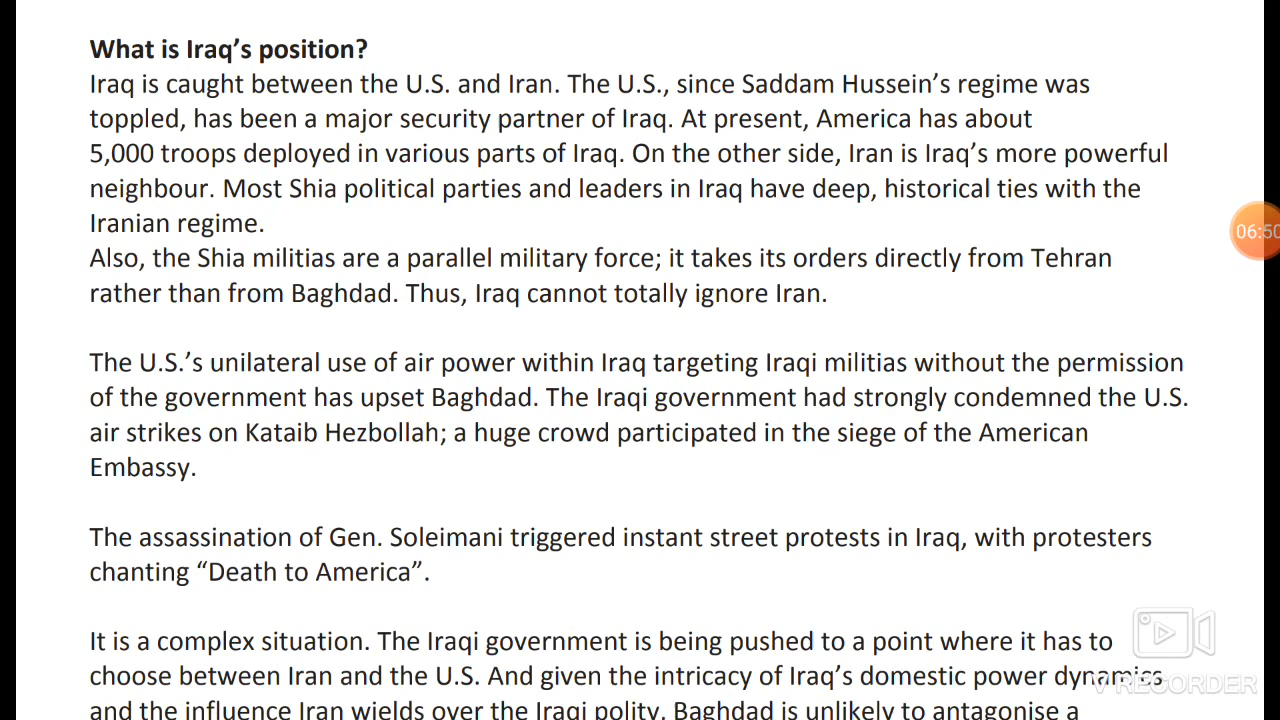 What is Iraq’s position?
Iraq is caught between the U.S. and Iran. The U.S., since Saddam Hussein’s regime was
toppled, has been a major security partner of Iraq. At present, America has about
5,000 troops deployed in various parts of Iraq. On the other side, Iran is Iraq’s more powerful
neighbour. Most Shia political parties and leaders in Iraq have deep, historical ties with the
Iranian regime.
06:50
Also, the Shia militias are a parallel military force; it takes its orders directly from Tehran
rather than from Baghdad. Thus, Iraq cannot totally ignore Iran.
The U.S.’s unilateral use of air power within Iraq targeting Iraqi militias without the permission
of the government has upset Baghdad. The Iraqi government had strongly condemned the U.S.
air strikes on Kataib Hezbollah; a huge crowd participated in the siege of the American
Embassy.
The assassination of Gen. Soleimani triggered instant street protests in Iraq, with protesters
chanting “Death to America”.
It is a complex situation. The Iraqi government is being pushed to a point where it has to
choose between Iran and the U.S. And given the intricacy of Iraq’s domestic power dynamics
V RECORDER
and the influence Iran wields over the Iraqi polity, Baghdad is unlikely to antagonise a